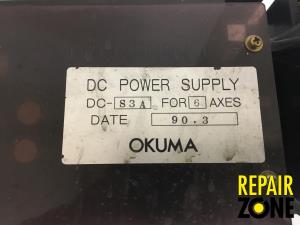 DC POWER SUPPLY
DC-S3A FOR 6 AXES
DATE 90.3
OKUMA
REPAIR
ZONE